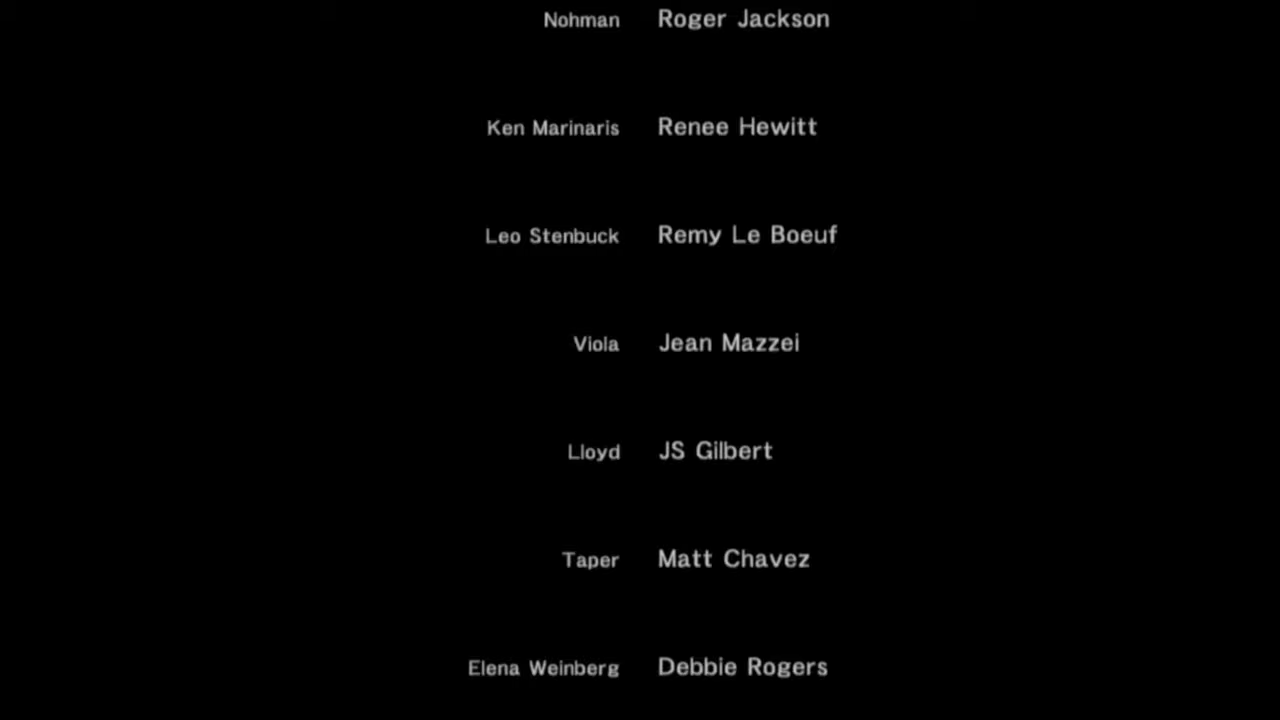 Nohman Roger Jackson
Ken Marinaris Renee Hewitt
Leo Stenbuck Remy Le Boeuf
Viola Jean Mazzei
Lloyd JS Gilbert
Taper Matt Chavez
Elena Weinberg Debbie Rogers